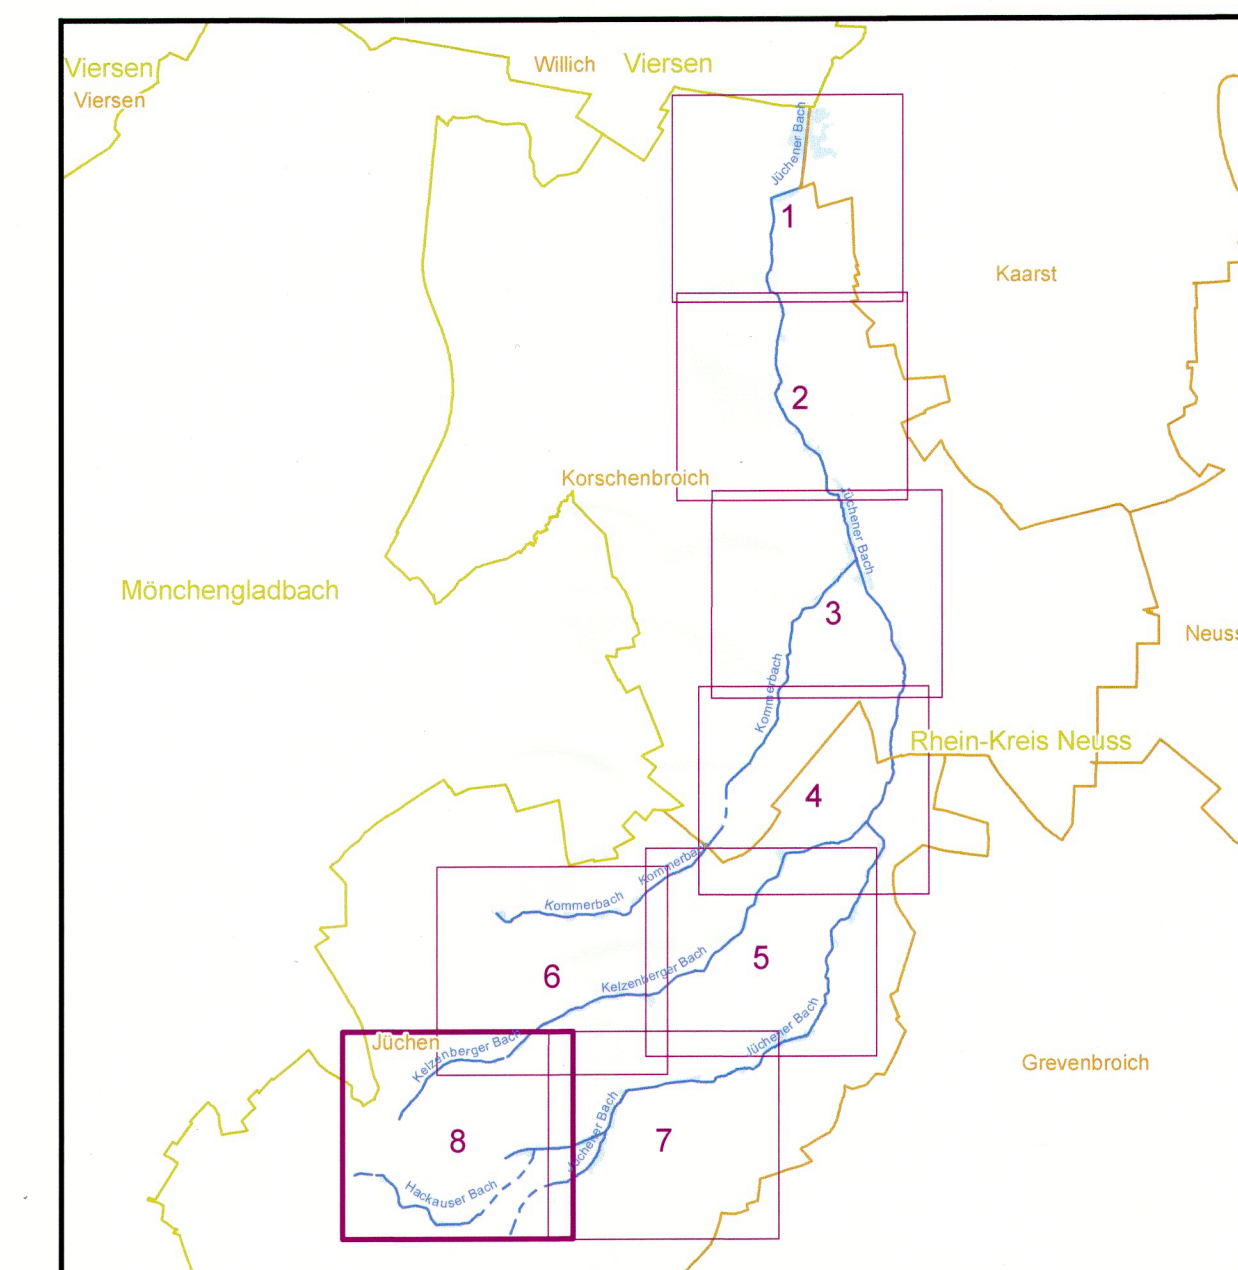 Viersen
Willich
Viersen
Viersen
Jüchener Bach
1
Kaarst
2
Korschenbroich
Jüchener Bach
Mönchengladbach
3
Neuss
Kommerbach
Rhein-Kreis Neuss
4
Kommerbach
Kommerbach
5
6
Kelzenberger Bach
Jüchener Bach
Jüchen
Kelzenberger Bach
Grevenbroich
Jüchener Bach
8
7
Hackauser Bach